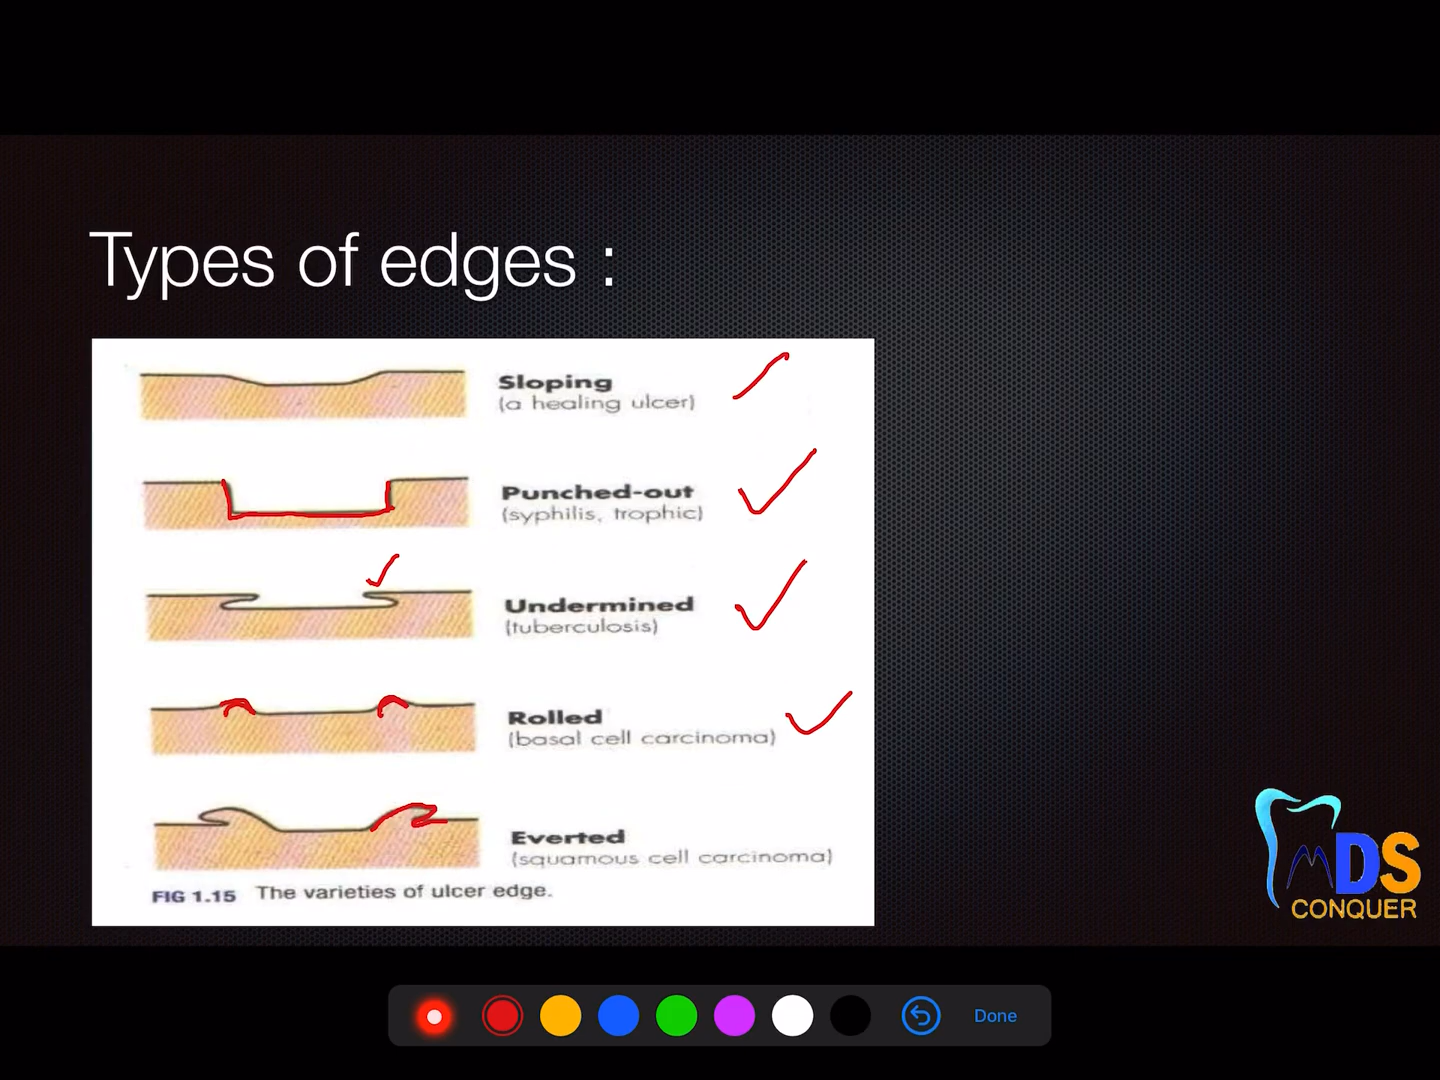 Types of edges :
Sloping
(a healing ulcer)
Punched-out
(syphilis, trophic)
Undermined
(tuberculosis)
Rolled
(basal cell carcinoma)
Everted
(squamous cell carcinoma)
FIG 1.15 The varieties of ulcer edge.
MDS
CONQUER
Done